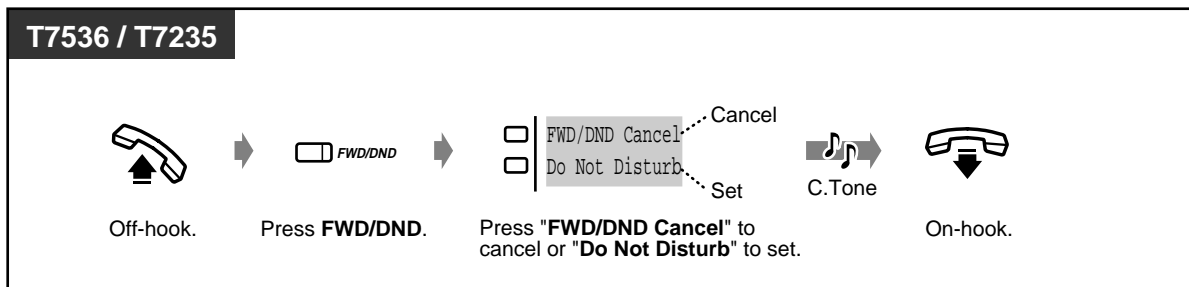 T7536 / T7235
FWD/DND
FWD/DND Cancel
Do Not Disturb
Cancel
Set
C.Tone
Off-hook.
Press FWD/DND.
Press "FWD/DND Cancel" to
cancel or "Do Not Disturb" to set.
On-hook.